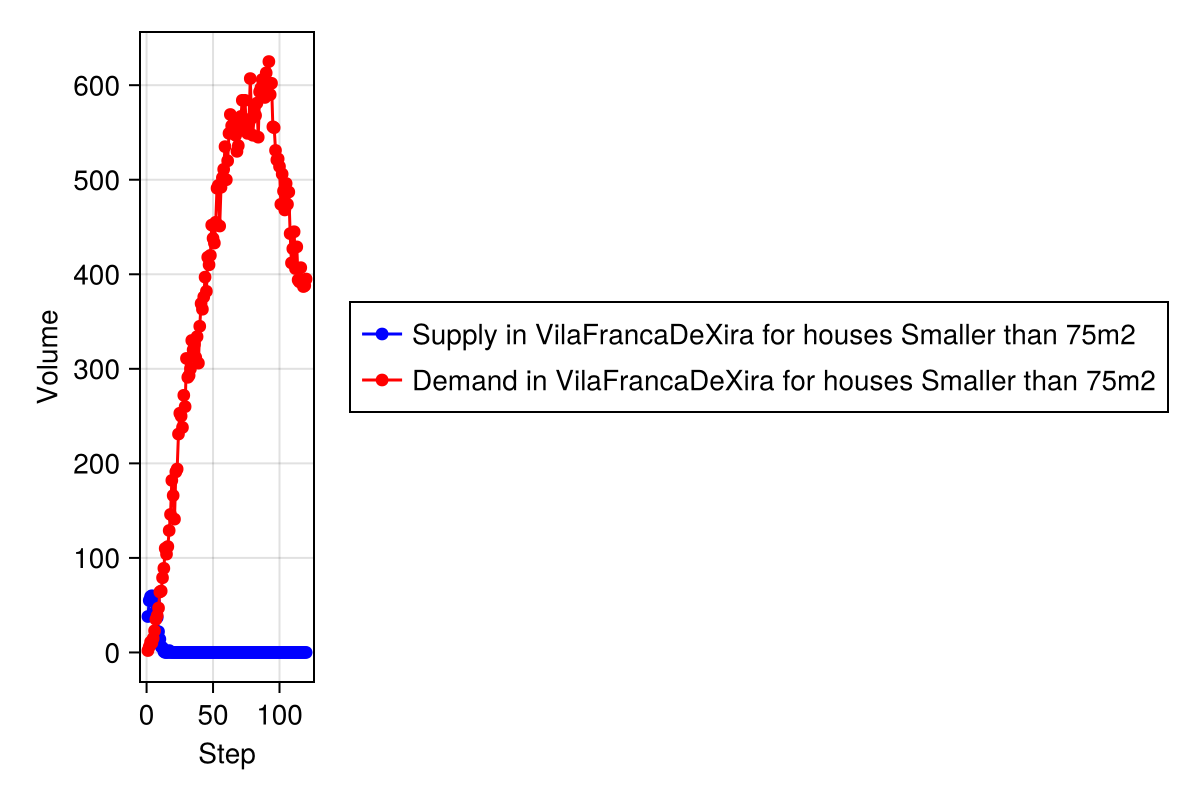 600
500
400
300
200
100
0
Volume
0 50 100
Step
Supply in VilaFrancaDeXira for houses Smaller than 75m2
Demand in VilaFrancaDeXira for houses Smaller than 75m2